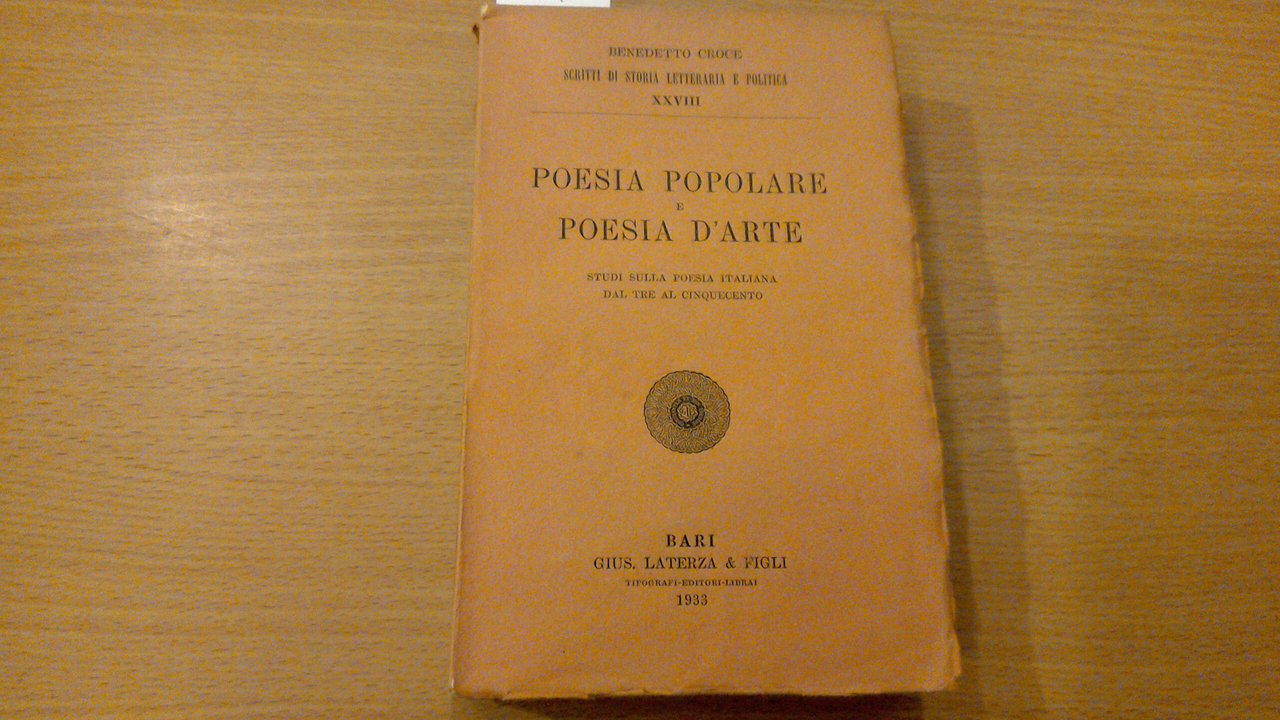 BENEDETTO CROCE
SCRITTI DI STORIA LETTERARIA E POLITICA
XXVIII
POESIA POPOLARE
E
POESIA D'ARTE
STUDI SULLA POESIA ITALIANA
DAL TRE AL CINQUECENTO
BARI
GIUS. LATERZA & FIGLI
TIPOGRAFI-EDITORI-LIBRAI
1933